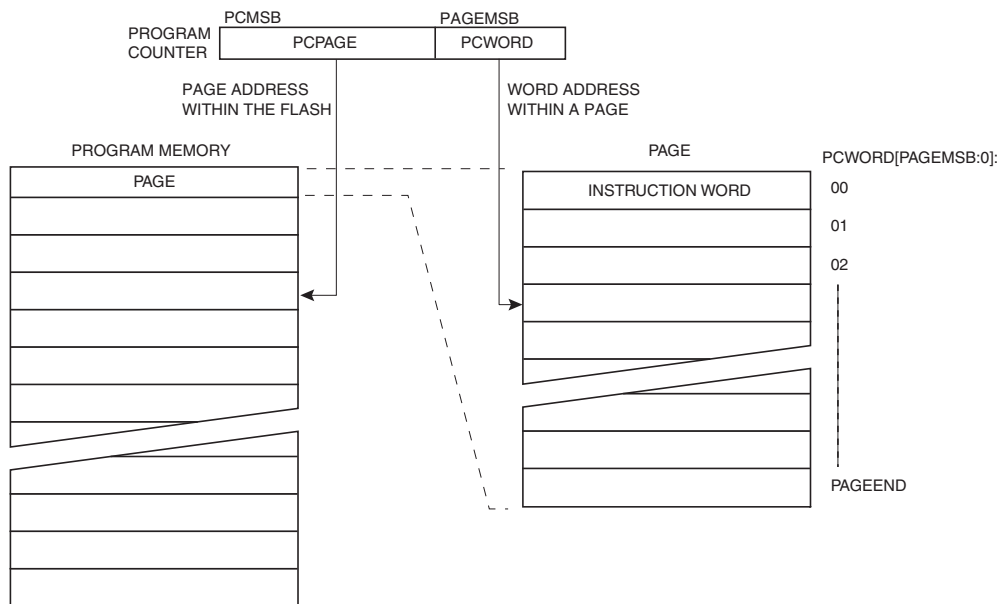 PCMSB PAGEMSB
PROGRAM
COUNTER
PCPAGE PCWORD
PAGE ADDRESS
WITHIN THE FLASH
WORD ADDRESS
WITHIN A PAGE
PROGRAM MEMORY
PAGE
PAGE
INSTRUCTION WORD
PCWORD[PAGEMSB:0]:
00
01
02
PAGEEND